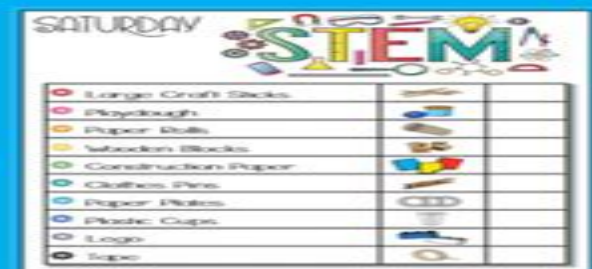 SATURDAY
STEM
Large Craft Sticks
Playdough
Paper Rolls
Wooden Blocks
Construction Paper
Clothes Pins
Paper Plates
Plastic Cups
Lego
Tape